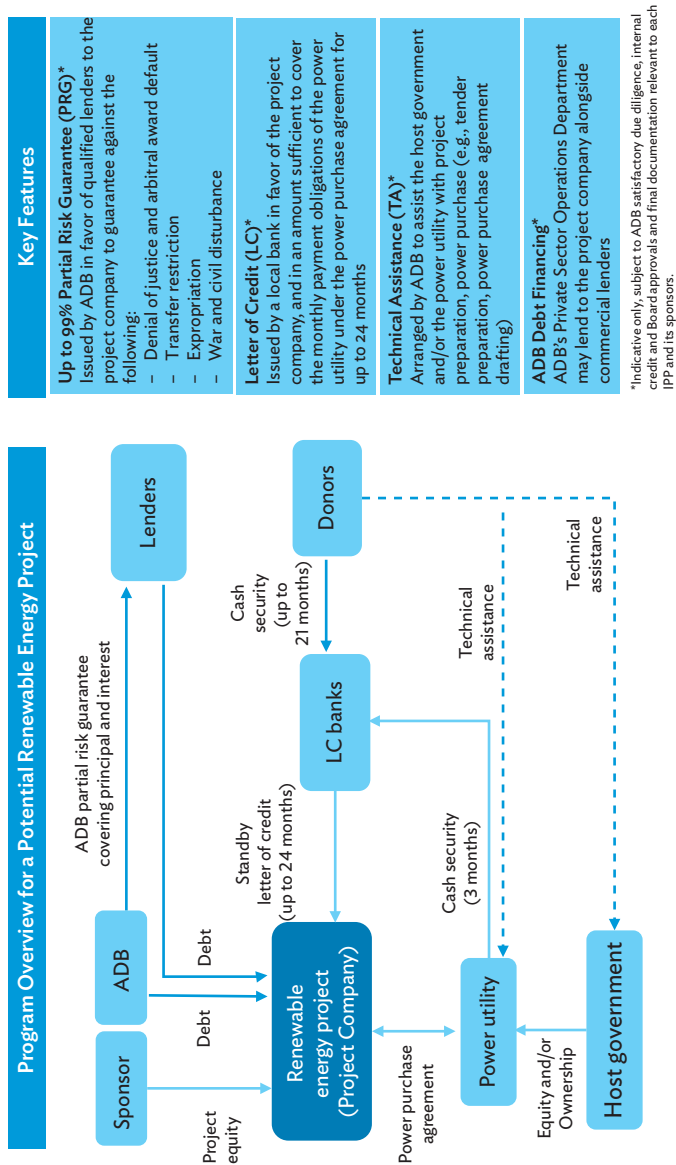 Program Overview for a Potential Renewable Energy Project
Sponsor
ADB
ADB partial risk guarantee
covering principal and interest
Lenders
Project
equity
Debt
Debt
Renewable
energy project
(Project Company)
Standby
letter of credit
(up to 24 months)
LC banks
Cash
security
(up to
21 months)
Donors
Power purchase
agreement
Cash security
(3 months)
Power utility
Technical
assistance
Equity and/or
Ownership
Host government
Technical
assistance
Key Features
Up to 99% Partial Risk Guarantee (PRG)*
Issued by ADB in favor of qualified lenders to the
project company to guarantee against the
following:
– Denial of justice and arbitral award default
– Transfer restriction
– Expropriation
– War and civil disturbance
Letter of Credit (LC)*
Issued by a local bank in favor of the project
company, and in an amount sufficient to cover
the monthly payment obligations of the power
utility under the power purchase agreement for
up to 24 months
Technical Assistance (TA)*
Arranged by ADB to assist the host government
and/or the power utility with project
preparation, power purchase (e.g., tender
preparation, power purchase agreement
drafting)
ADB Debt Financing*
ADB's Private Sector Operations Department
may lend to the project company alongside
commercial lenders
*Indicative only, subject to ADB satisfactory due diligence, internal
credit and Board approvals and final documentation relevant to each
IPP and its sponsors.